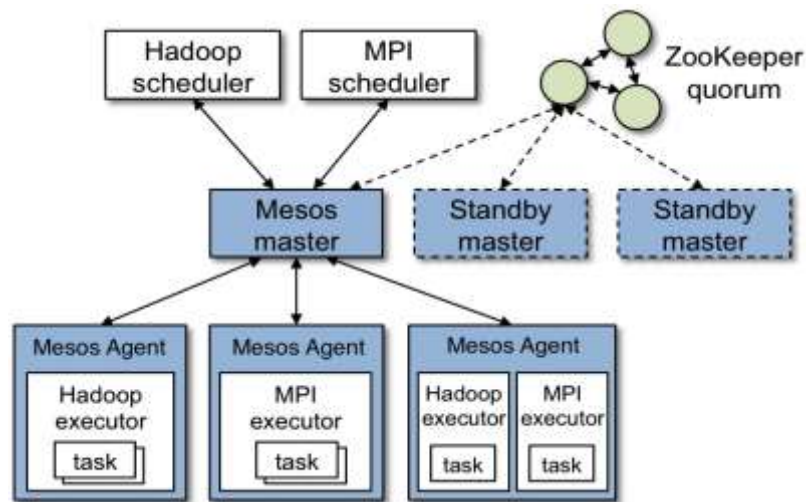 Hadoop
scheduler
MPI
scheduler
ZooKeeper
quorum
Mesos
master
Standby
master
Standby
master
Mesos Agent
Hadoop
executor
task
Mesos Agent
MPI
executor
task
Mesos Agent
Hadoop
executor
task
MPI
executor
task